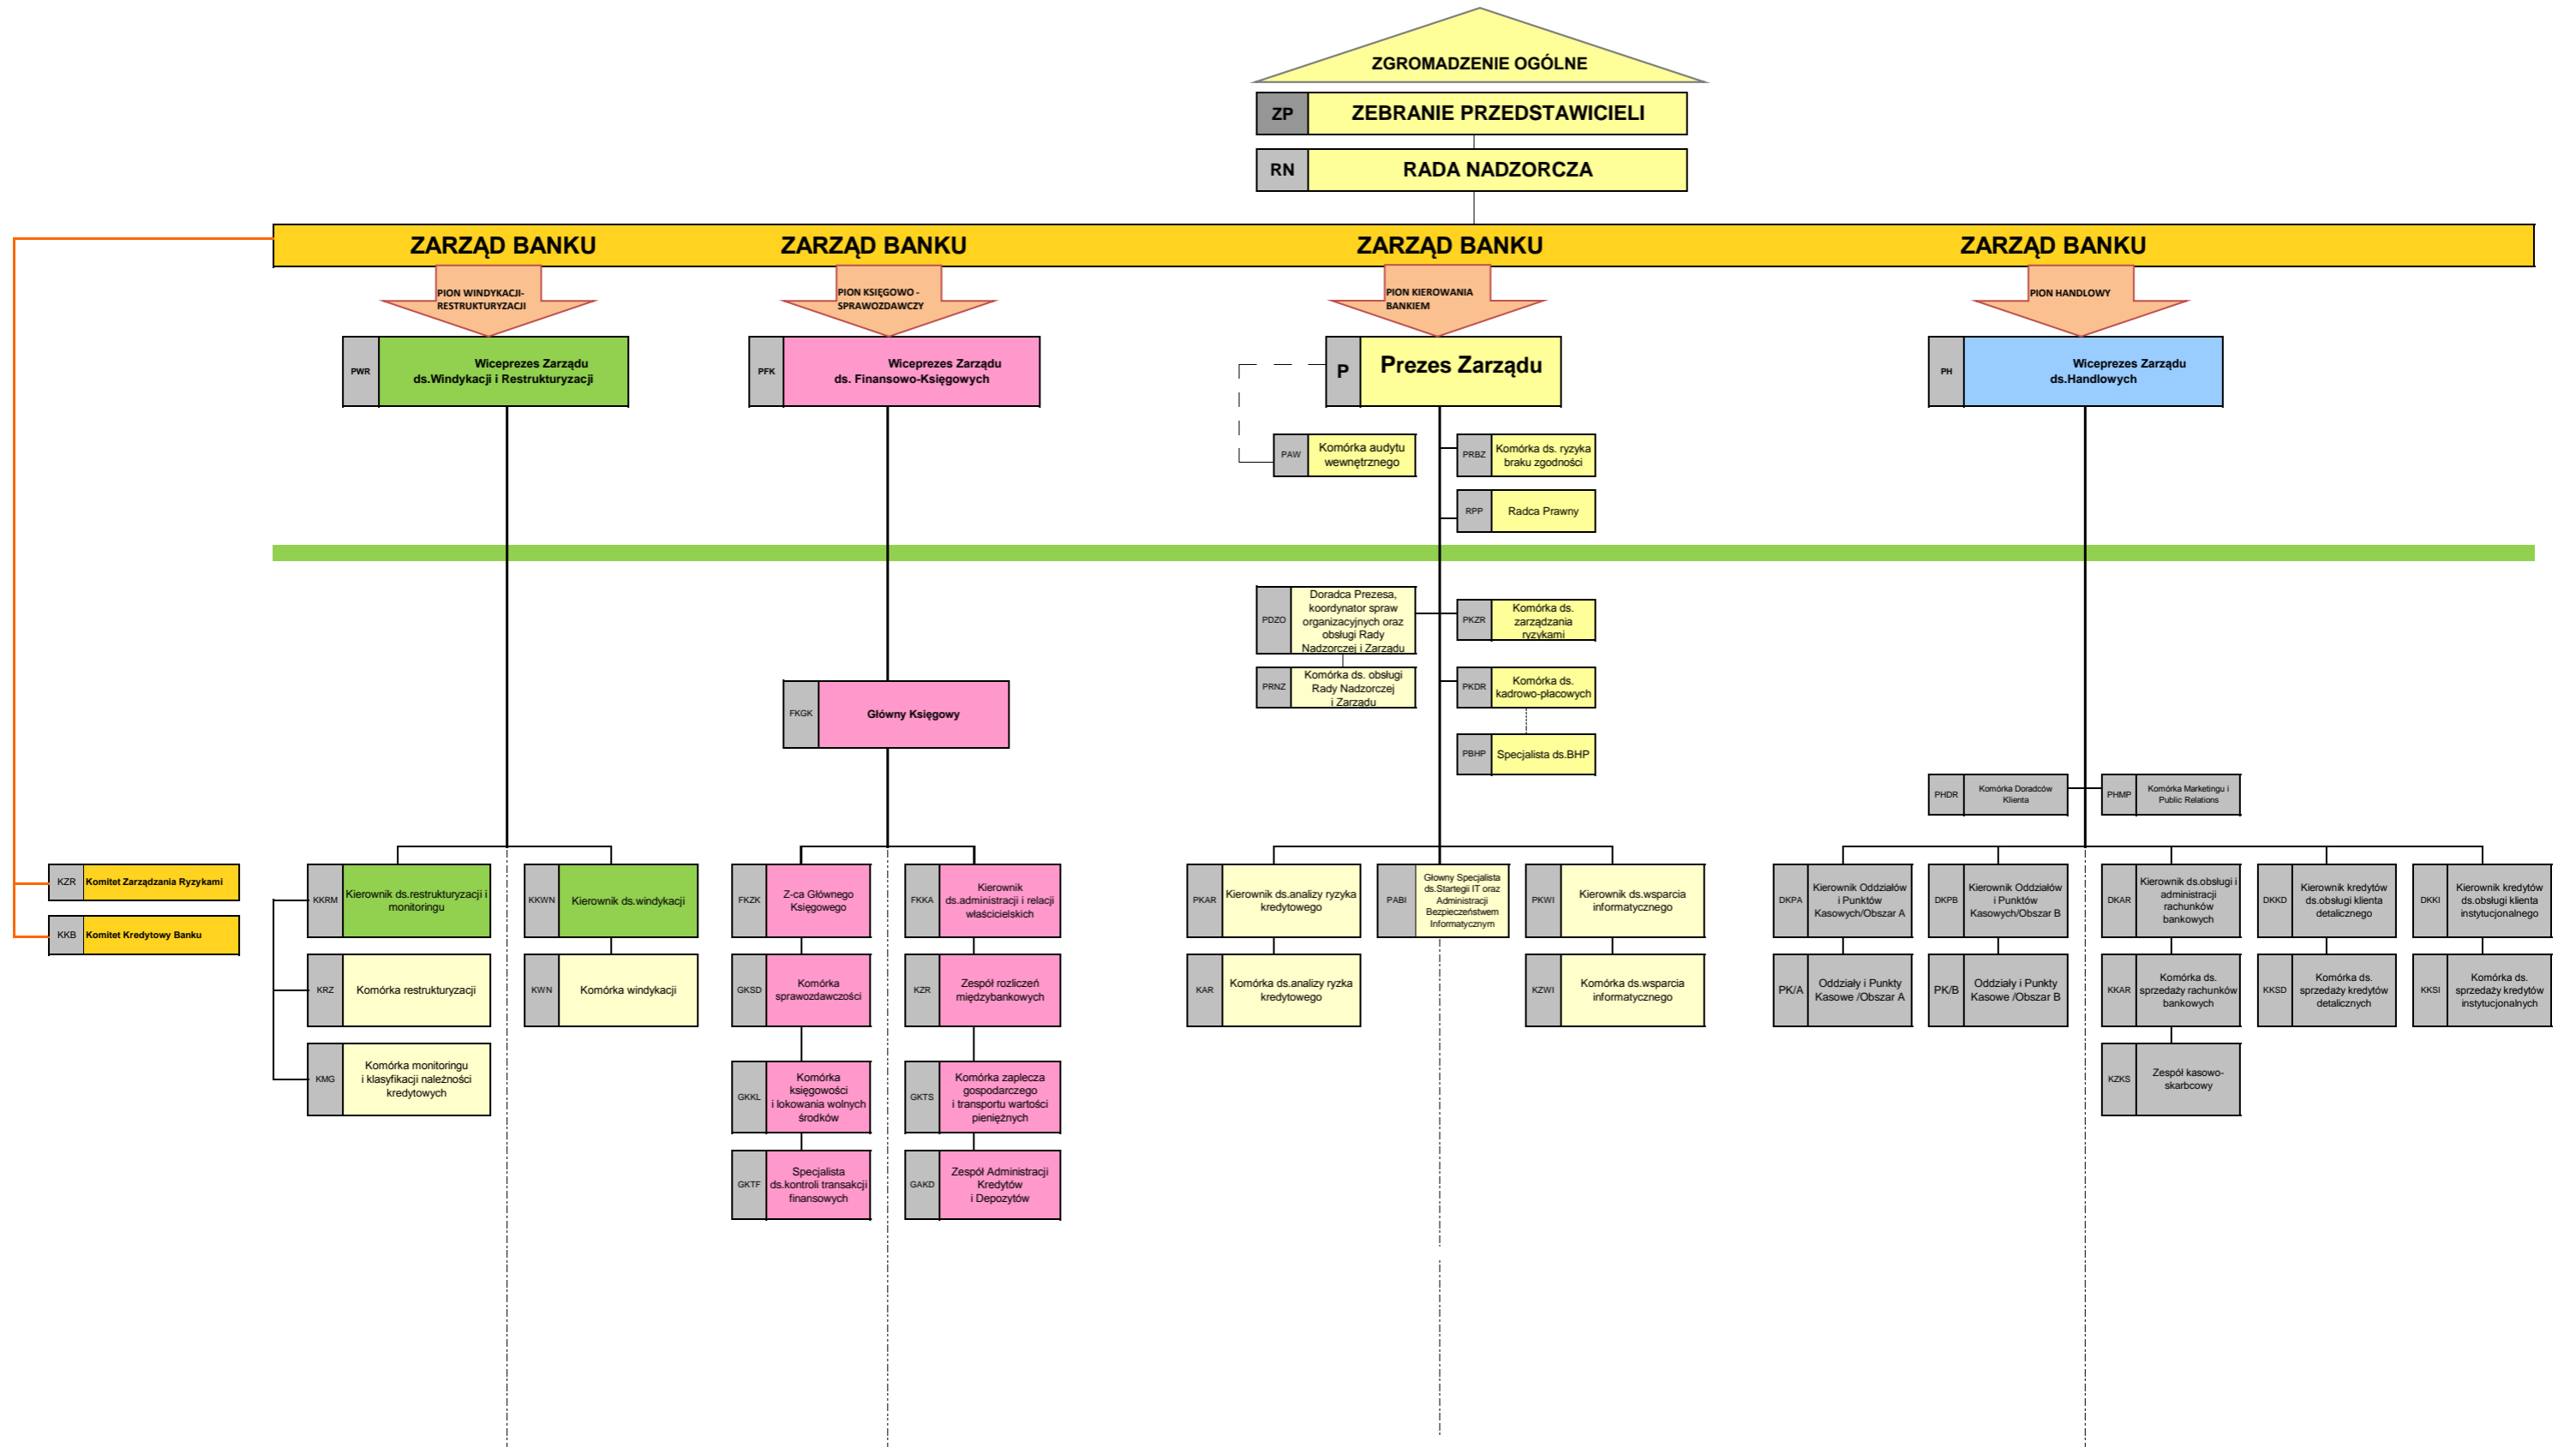 ZGROMADZENIE OGÓLNE
ZP
ZEBRANIE PRZEDSTAWICIELI
RN
RADA NADZORCZA
ZARZĄD BANKU
ZARZĄD BANKU
ZARZĄD BANKU
ZARZĄD BANKU
PION WINDYKACJI-
RESTRUKTURYZACJI
PION KSIĘGOWO -
SPRAWOZDAWCZY
PION KIEROWANIA
BANKIEM
PION HANDLOWY
PWR
Wiceprezes Zarządu
ds.Windykacji i Restrukturyzacji
PFK
Wiceprezes Zarządu
ds. Finansowo-Księgowych
P
Prezes Zarządu
PH
Wiceprezes Zarządu
ds.Handlowych
PAW
Komórka audytu
wewnętrznego
PRBZ
Komórka ds. ryzyka
braku zgodności
RPP
Radca Prawny
PDZO
Doradca Prezesa,
koordynator spraw
organizacyjnych oraz
obsługi Rady
Nadzorczej i Zarządu
PKZR
Komórka ds.
zarządzania
ryzykami
PRNZ
Komórka ds. obsługi
Rady Nadzorczej
i Zarządu
PKDR
Komórka ds.
kadrowo-płacowych
FKGK
Główny Księgowy
PBHP
Specjalista ds.BHP
PHDR
Komórka Doradców
Klienta
PHMP
Komórka Marketingu i
Public Relations
KZR
Komitet Zarządzania Ryzykami
KKB
Komitet Kredytowy Banku
KKRM
Kierownik ds.restrukturyzacji i
monitoringu
KKWN
Kierownik ds.windykacji
FKZK
Z-ca Głównego
Księgowego
FKKA
Kierownik
ds.administracji i relacji
właścicielskich
PKAR
Kierownik ds.analizy ryzyka
kredytowego
PABI
Głowny Specjalista
ds.Startegii IT oraz
Administracji
Bezpieczeństwem
Informatycznym
PKWI
Kierownik ds.wsparcia
informatycznego
DKPA
Kierownik Oddziałów
i Punktów
Kasowych/Obszar A
DKPB
Kierownik Oddziałów
i Punktów
Kasowych/Obszar B
DKAR
Kierownik ds.obsługi i
administracji
rachunków
bankowych
DKKD
Kierownik kredytów
ds.obsługi klienta
detalicznego
DKKI
Kierownik kredytów
ds.obsługi klienta
instytucjonalnego
KRZ
Komórka restrukturyzacji
KWN
Komórka windykacji
GKSD
Komórka
sprawozdawczości
KZR
Zespół rozliczeń
międzybankowych
KAR
Komórka ds.analizy ryzka
kredytowego
KZWI
Komórka ds.wsparcia
informatycznego
PK/A
Oddziały i Punkty
Kasowe /Obszar A
PK/B
Oddziały i Punkty
Kasowe /Obszar B
KKAR
Komórka ds.
sprzedaży rachunków
bankowych
KKSD
Komórka ds.
sprzedaży kredytów
detalicznych
KKSI
Komórka ds.
sprzedaży kredytów
instytucjonalnych
KMG
Komórka monitoringu
i klasyfikacji należności
kredytowych
GKKL
Komórka
księgowości
i lokowania wolnych
środków
GKTS
Komórka zaplecza
gospodarczego
i transportu wartości
pieniężnych
KZKS
Zespół kasowo-
skarbcowy
GKTF
Specjalista
ds.kontroli transakcji
finansowych
GAKD
Zespół Administracji
Kredytów
i Depozytów